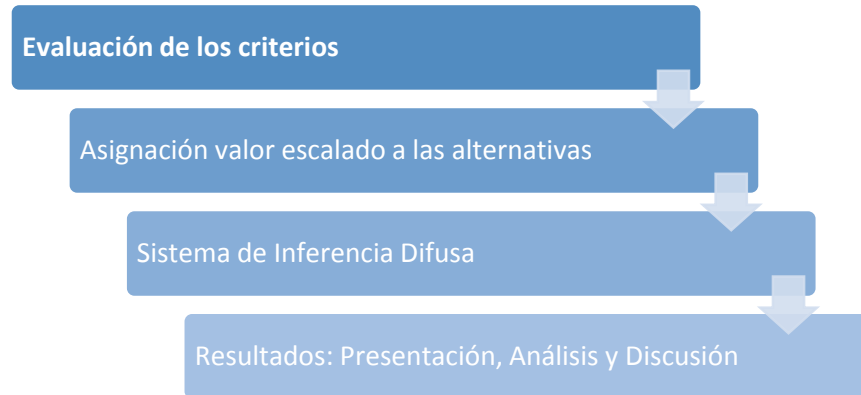 Evaluación de los criterios
Asignación valor escalado a las alternativas
Sistema de Inferencia Difusa
Resultados: Presentación, Análisis y Discusión